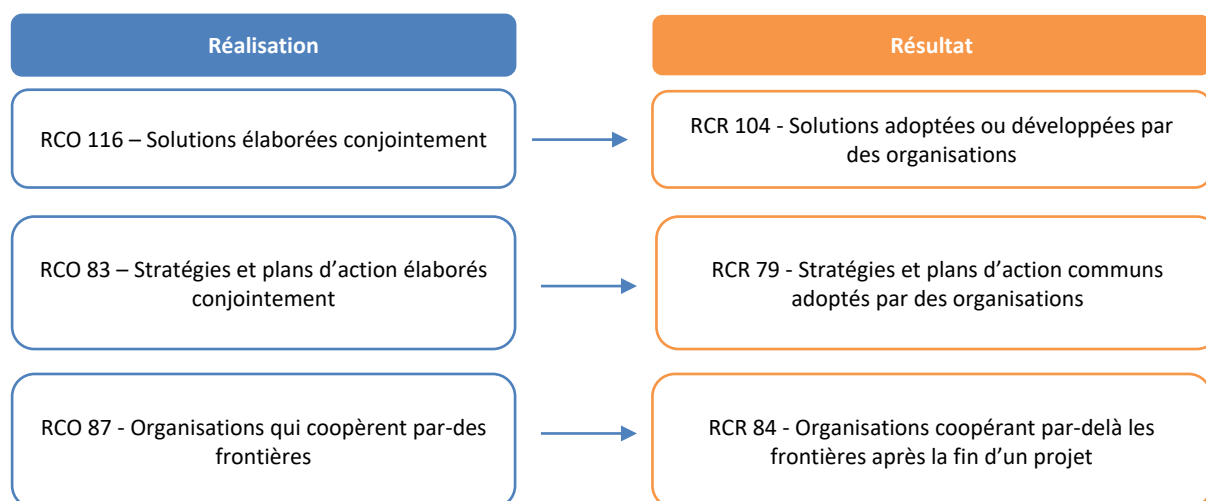 Réalisation
Résultat
RCO 116 – Solutions élaborées conjointement
RCR 104 - Solutions adoptées ou développées par
des organisations
RCO 83 – Stratégies et plans d’action élaborés
conjointement
RCR 79 - Stratégies et plans d’action communs
adoptés par des organisations
RCO 87 - Organisations qui coopèrent par-des
frontières
RCR 84 - Organisations coopérant par-delà les
frontières après la fin d’un projet